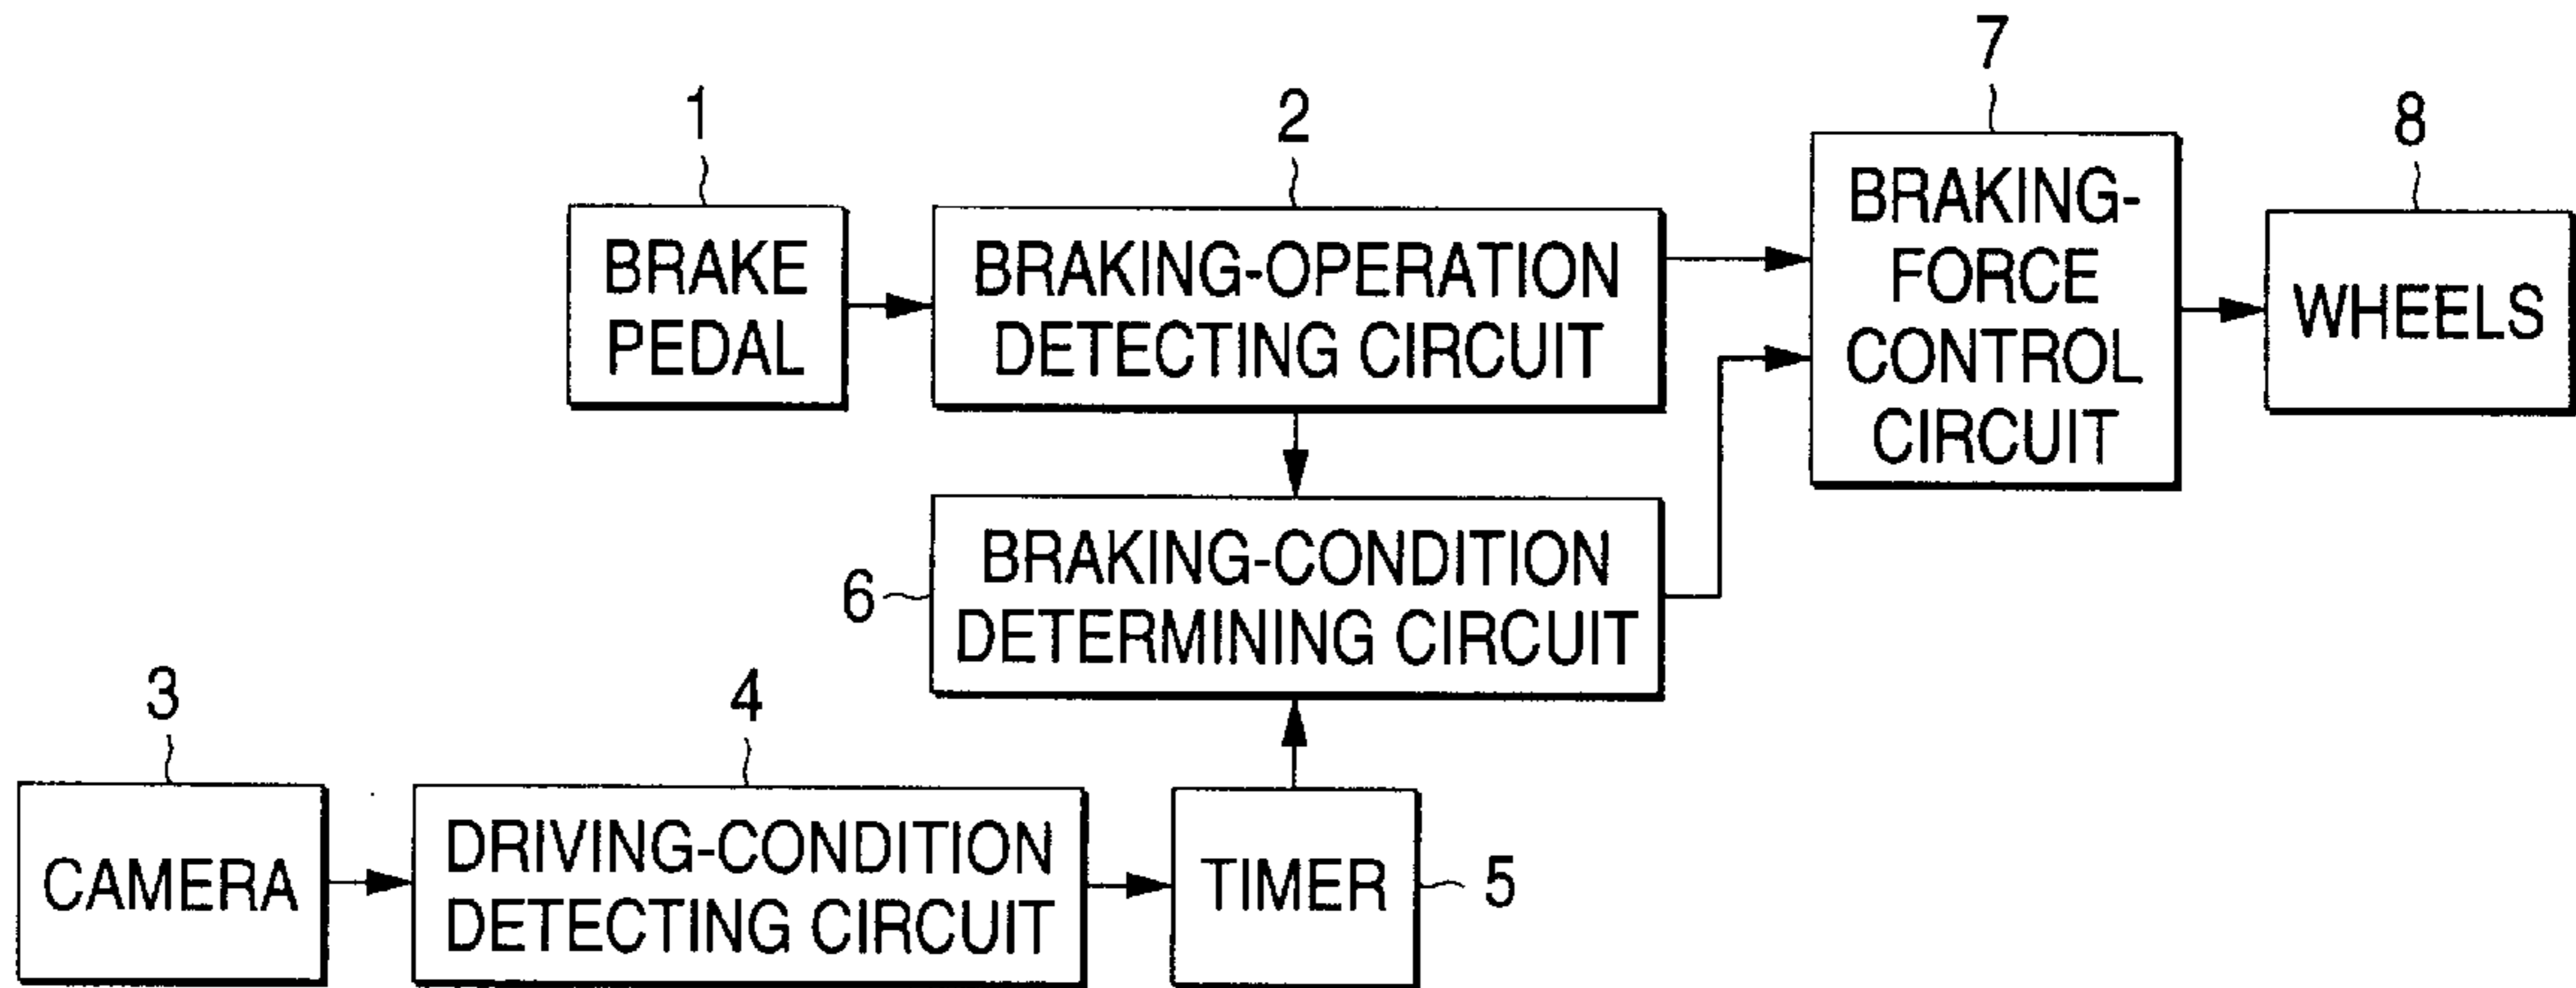 7
1
2
8
BRAKE
PEDAL
BRAKING-OPERATION
DETECTING CIRCUIT
BRAKING-
FORCE
CONTROL
CIRCUIT
WHEELS
6
BRAKING-CONDITION
DETERMINING CIRCUIT
3
4
CAMERA
DRIVING-CONDITION
DETECTING CIRCUIT
TIMER
5